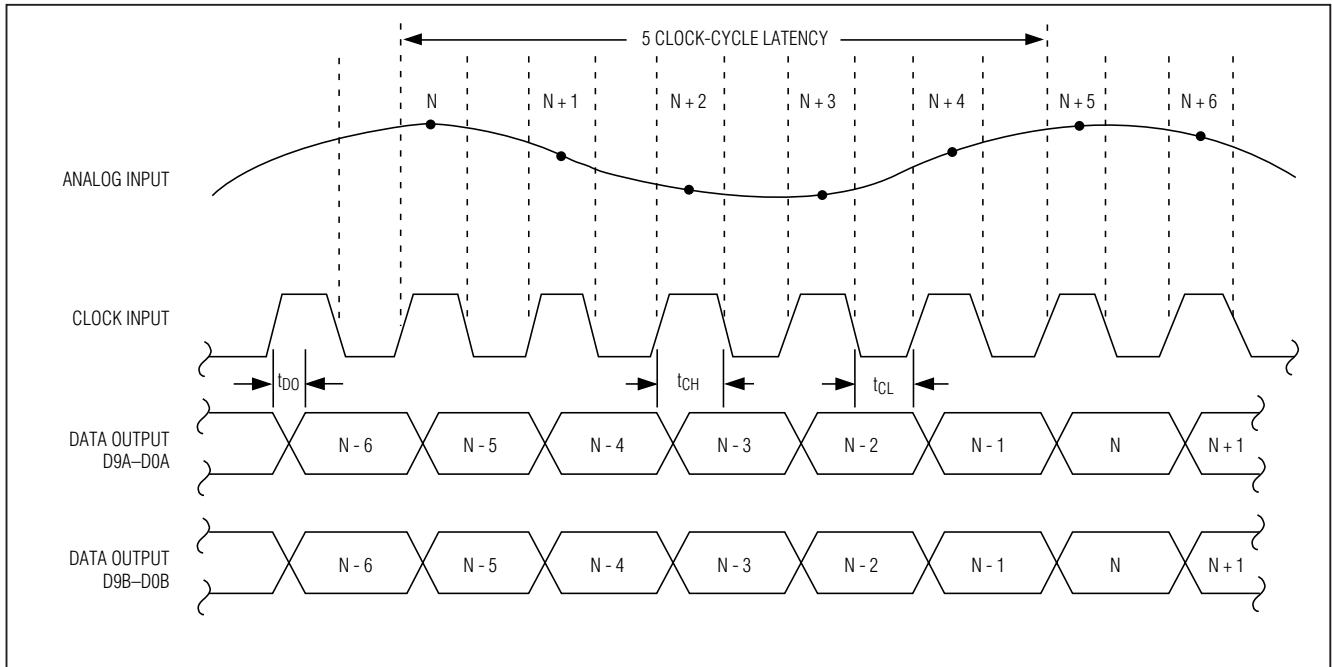 5 CLOCK-CYCLE LATENCY
N N + 1 N + 2 N + 3 N + 4 N + 5 N + 6
ANALOG INPUT
CLOCK INPUT
tDO tCH tCL
DATA OUTPUT
D9A–D0A
N - 6 N - 5 N - 4 N - 3 N - 2 N - 1 N N + 1
DATA OUTPUT
D9B–D0B
N - 6 N - 5 N - 4 N - 3 N - 2 N - 1 N N + 1